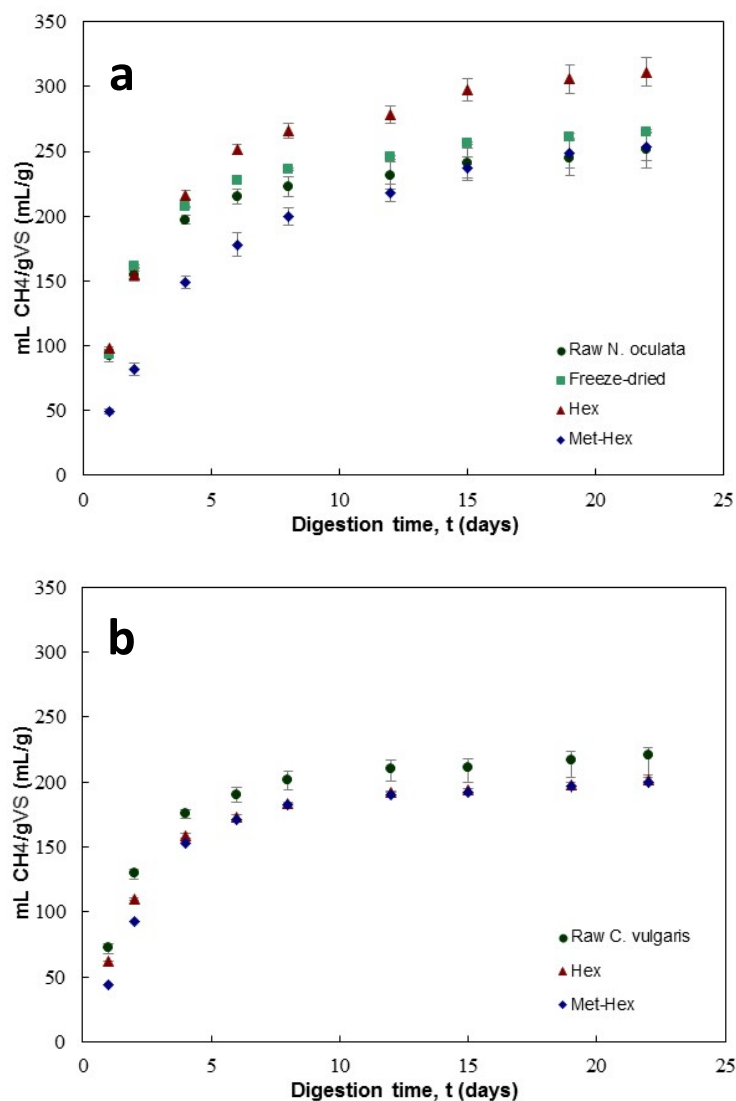 a
350
300
250
200
150
100
50
0
mL CH4/gVS (mL/g)
Raw N. oculata
Freeze-dried
Hex
Met-Hex
0 5 10 15 20 25
Digestion time, t (days)
b
350
300
250
200
150
100
50
0
mL CH4/gVS (mL/g)
Raw C. vulgaris
Hex
Met-Hex
0 5 10 15 20 25
Digestion time, t (days)